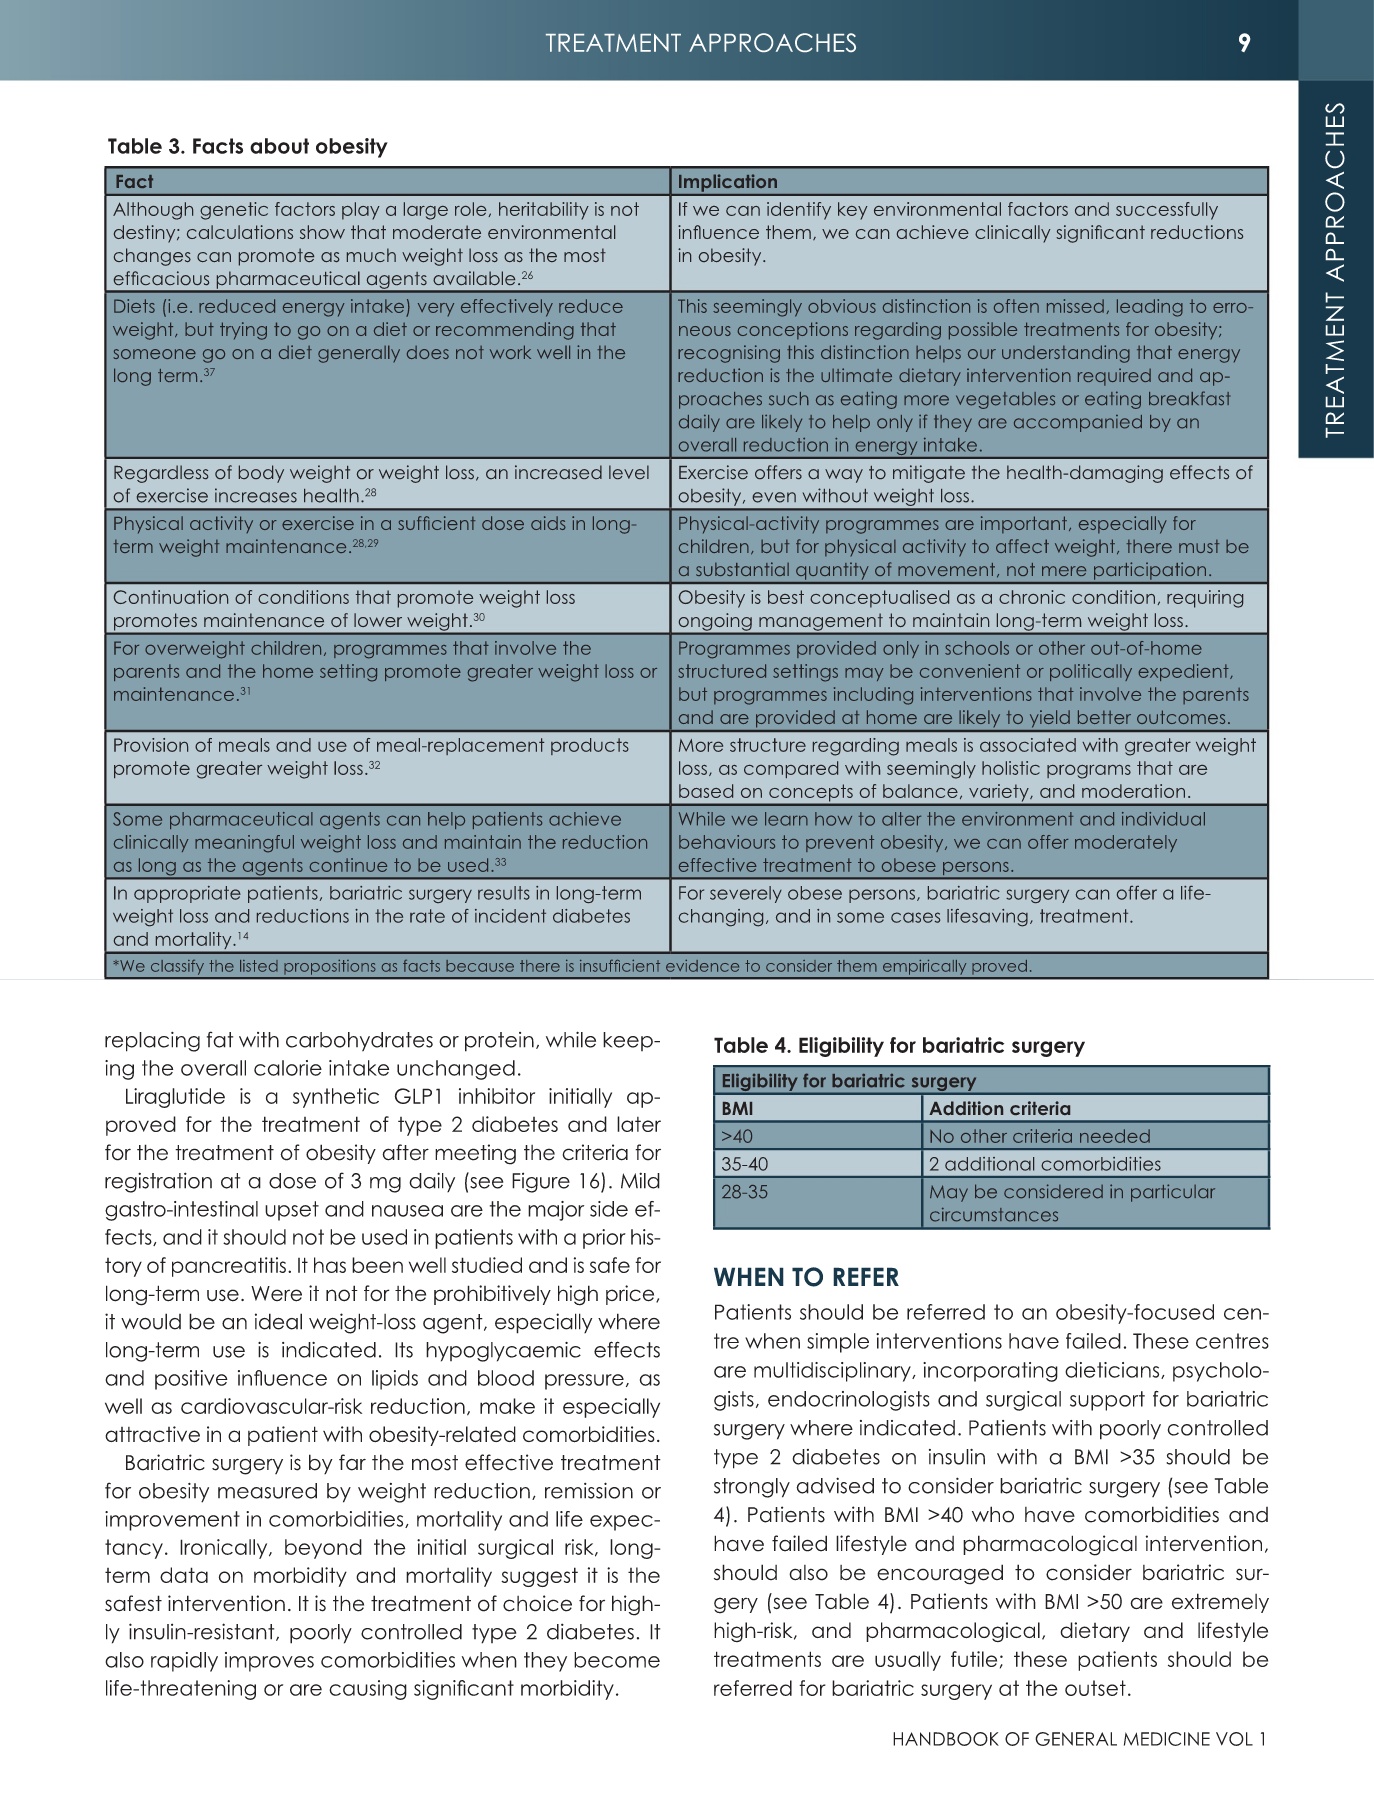 TREATMENT APPROACHES
9
TREATMENT APPROACHES
Table 3. Facts about obesity
Fact
Implication
Although genetic factors play a large role, heritability is not
destiny; calculations show that moderate environmental
changes can promote as much weight loss as the most
efficacious pharmaceutical agents available.26
If we can identify key environmental factors and successfully
influence them, we can achieve clinically significant reductions
in obesity.
Diets (i.e. reduced energy intake) very effectively reduce
weight, but trying to go on a diet or recommending that
someone go on a diet generally does not work well in the
long term.37
This seemingly obvious distinction is often missed, leading to erro-
neous conceptions regarding possible treatments for obesity;
recognising this distinction helps our understanding that energy
reduction is the ultimate dietary intervention required and ap-
proaches such as eating more vegetables or eating breakfast
daily are likely to help only if they are accompanied by an
overall reduction in energy intake.
Regardless of body weight or weight loss, an increased level
of exercise increases health.28
Exercise offers a way to mitigate the health-damaging effects of
obesity, even without weight loss.
Physical activity or exercise in a sufficient dose aids in long-
term weight maintenance.28,29
Physical-activity programmes are important, especially for
children, but for physical activity to affect weight, there must be
a substantial quantity of movement, not mere participation.
Continuation of conditions that promote weight loss
promotes maintenance of lower weight.30
Obesity is best conceptualised as a chronic condition, requiring
ongoing management to maintain long-term weight loss.
For overweight children, programmes that involve the
parents and the home setting promote greater weight loss or
maintenance.31
Programmes provided only in schools or other out-of-home
structured settings may be convenient or politically expedient,
but programmes including interventions that involve the parents
and are provided at home are likely to yield better outcomes.
Provision of meals and use of meal-replacement products
promote greater weight loss.32
More structure regarding meals is associated with greater weight
loss, as compared with seemingly holistic programs that are
based on concepts of balance, variety, and moderation.
Some pharmaceutical agents can help patients achieve
clinically meaningful weight loss and maintain the reduction
as long as the agents continue to be used.33
While we learn how to alter the environment and individual
behaviours to prevent obesity, we can offer moderately
effective treatment to obese persons.
In appropriate patients, bariatric surgery results in long-term
weight loss and reductions in the rate of incident diabetes
and mortality.14
For severely obese persons, bariatric surgery can offer a life-
changing, and in some cases lifesaving, treatment.
*We classify the listed propositions as facts because there is insufficient evidence to consider them empirically proved.
replacing fat with carbohydrates or protein, while keep-
ing the overall calorie intake unchanged.
Liraglutide is a synthetic GLP1 inhibitor initially ap-
proved for the treatment of type 2 diabetes and later
for the treatment of obesity after meeting the criteria for
registration at a dose of 3 mg daily (see Figure 16). Mild
gastro-intestinal upset and nausea are the major side ef-
fects, and it should not be used in patients with a prior his-
tory of pancreatitis. It has been well studied and is safe for
long-term use. Were it not for the prohibitively high price,
it would be an ideal weight-loss agent, especially where
long-term use is indicated. Its hypoglycaemic effects
and positive influence on lipids and blood pressure, as
well as cardiovascular-risk reduction, make it especially
attractive in a patient with obesity-related comorbidities.
Bariatric surgery is by far the most effective treatment
for obesity measured by weight reduction, remission or
improvement in comorbidities, mortality and life expec-
tancy. Ironically, beyond the initial surgical risk, long-
term data on morbidity and mortality suggest it is the
safest intervention. It is the treatment of choice for high-
ly insulin-resistant, poorly controlled type 2 diabetes. It
also rapidly improves comorbidities when they become
life-threatening or are causing significant morbidity.
Table 4. Eligibility for bariatric surgery
Eligibility for bariatric surgery
BMI
Addition criteria
>40
No other criteria needed
35-40
2 additional comorbidities
28-35
May be considered in particular
circumstances
WHEN TO REFER
Patients should be referred to an obesity-focused cen-
tre when simple interventions have failed. These centres
are multidisciplinary, incorporating dieticians, psycholo-
gists, endocrinologists and surgical support for bariatric
surgery where indicated. Patients with poorly controlled
type 2 diabetes on insulin with a BMI >35 should be
strongly advised to consider bariatric surgery (see Table
4). Patients with BMI >40 who have comorbidities and
have failed lifestyle and pharmacological intervention,
should also be encouraged to consider bariatric sur-
gery (see Table 4). Patients with BMI >50 are extremely
high-risk, and pharmacological, dietary and lifestyle
treatments are usually futile; these patients should be
referred for bariatric surgery at the outset.
HANDBOOK OF GENERAL MEDICINE VOL 1